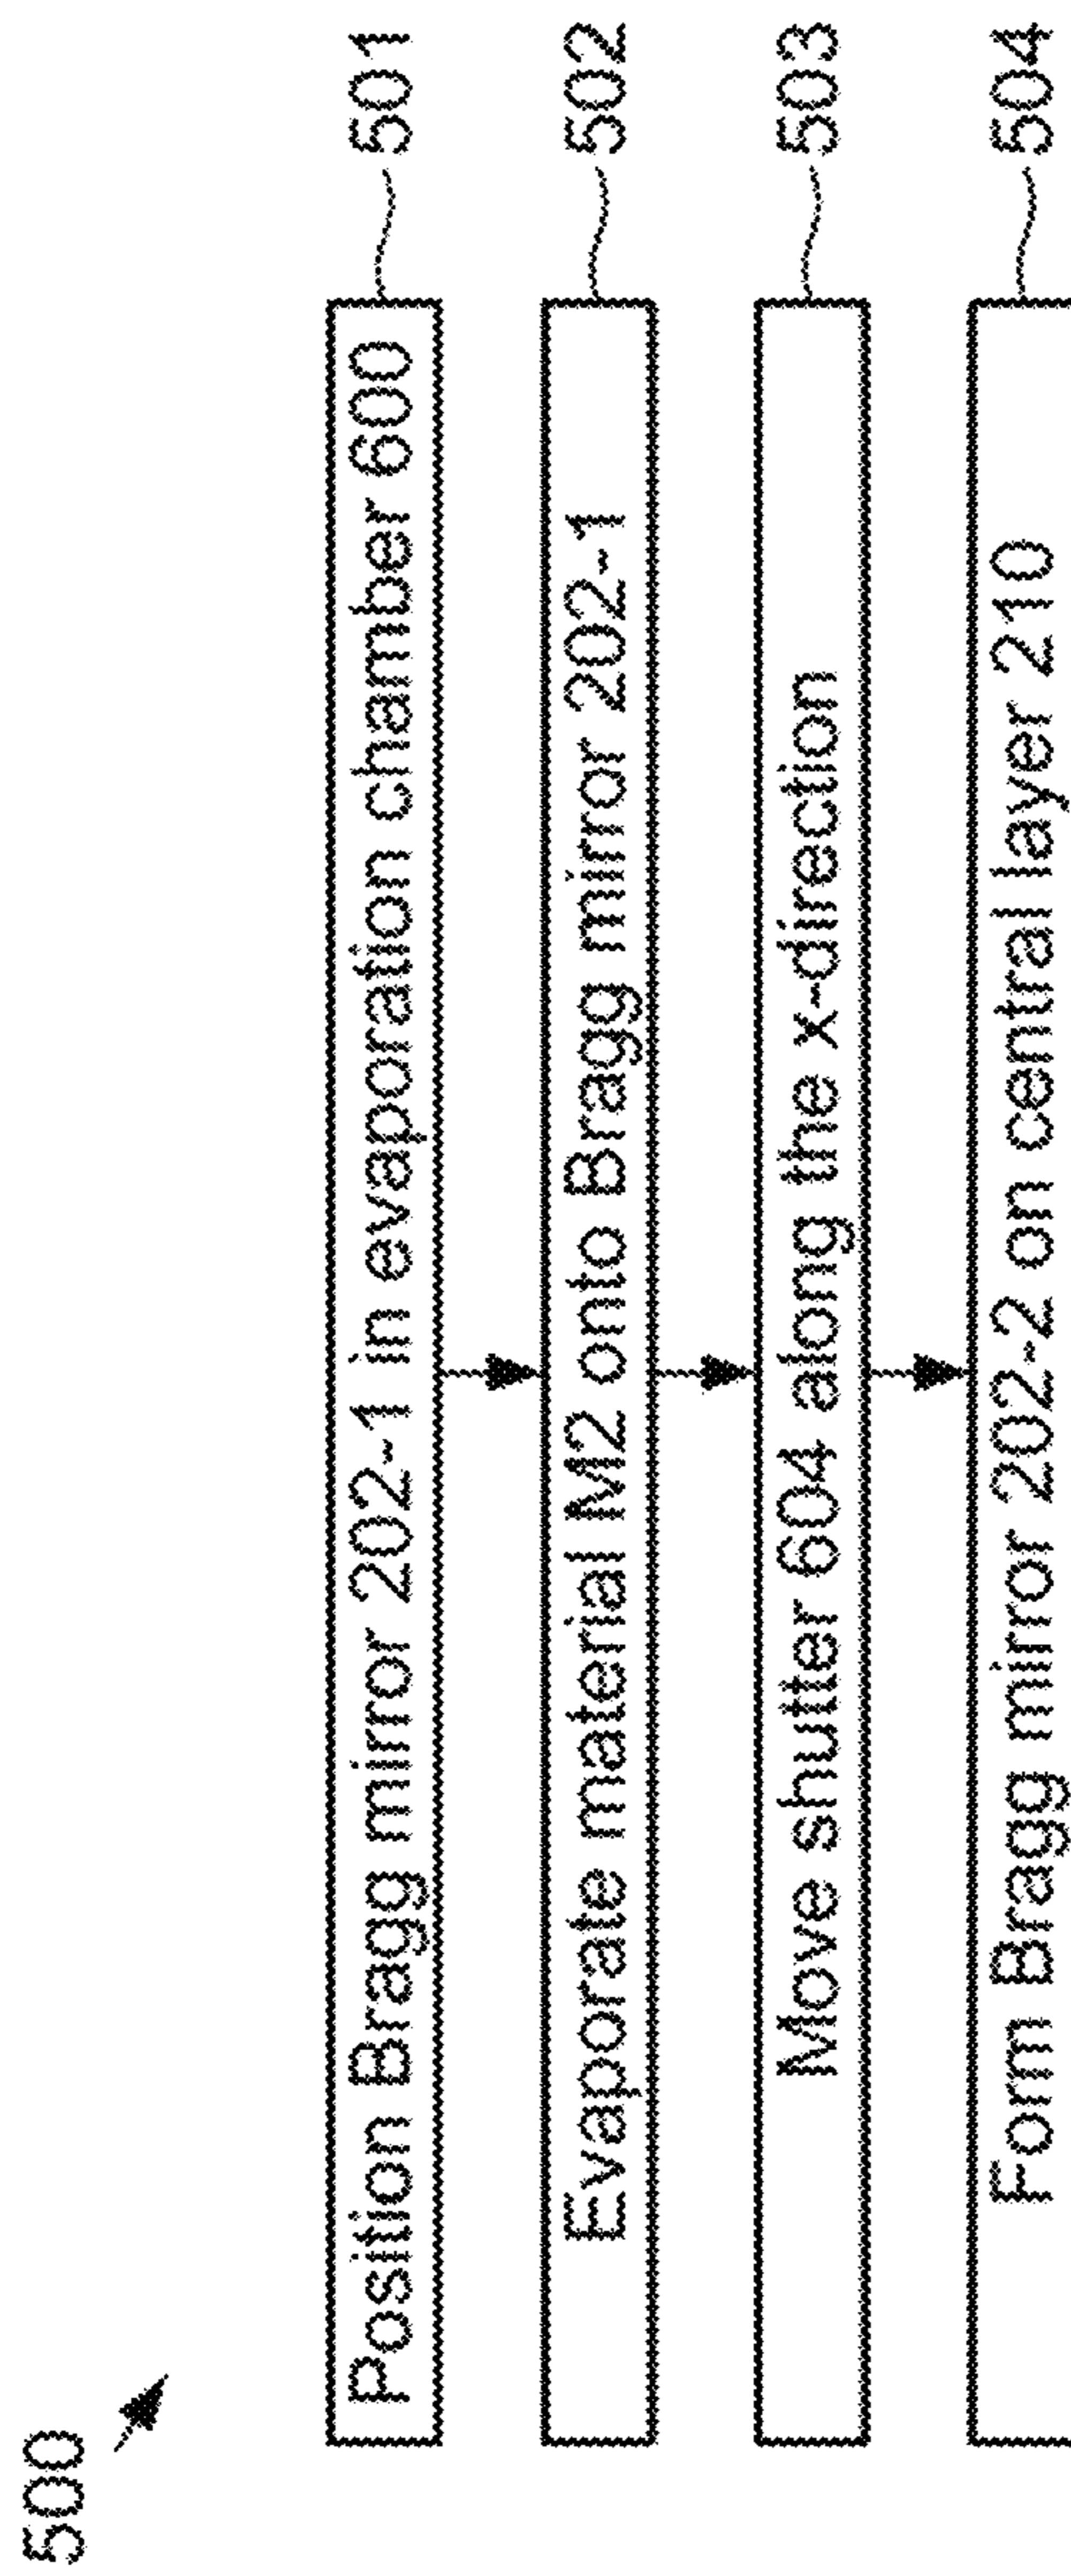 500
Position Bragg mirror 202-1 in evaporation chamber 600
501
Evaporate material M2 onto Bragg mirror 202-1
502
Move shutter 604 along the x-direction
503
Form Bragg mirror 202-2 on central layer 210
504